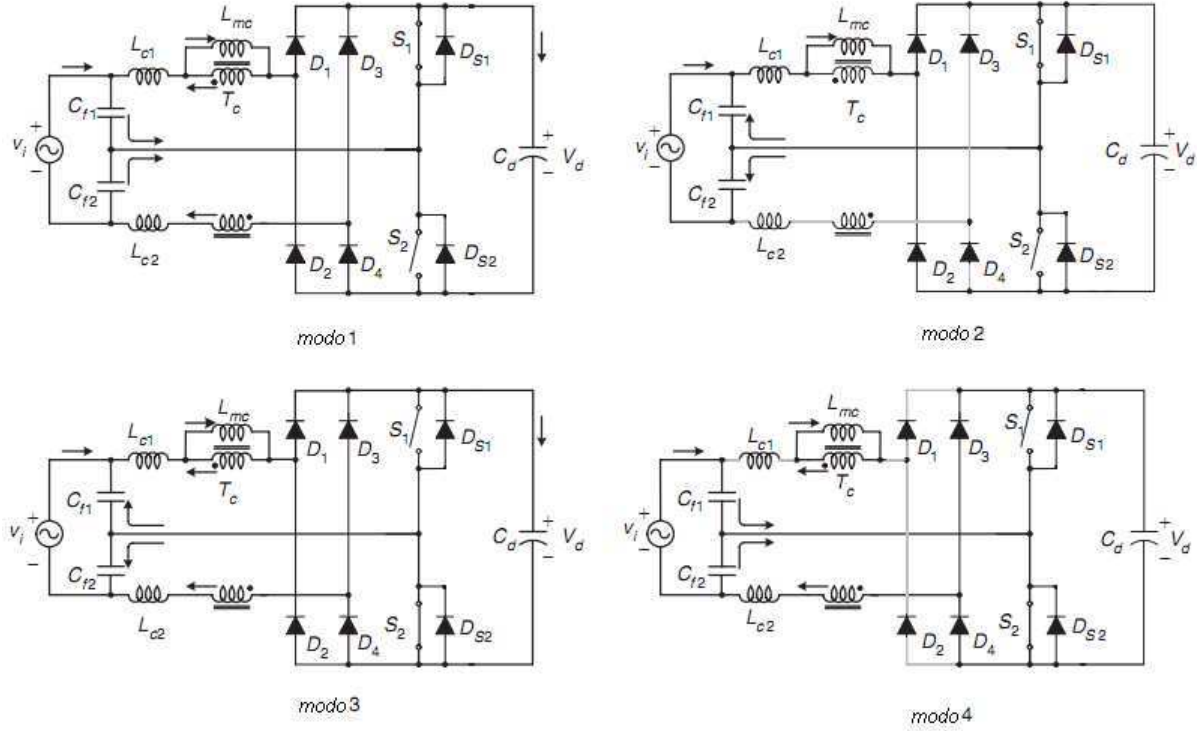 L_mc
L_c1
D_1
D_3
S_1
D_S1
C_f1
T_c
v_i
+
−
C_d
+
V_d
−
C_f2
L_c2
S_2
D_2
D_4
D_S2
modo 1
L_mc
L_c1
D_1
D_3
S_1
D_S1
C_f1
T_c
v_i
+
−
C_d
+
V_d
−
C_f2
L_c2
S_2
D_2
D_4
D_S2
modo 2
L_mc
L_c1
D_1
D_3
S_1
D_S1
C_f1
T_c
v_i
+
−
C_d
+
V_d
−
C_f2
L_c2
S_2
D_2
D_4
D_S2
modo 3
L_mc
L_c1
D_1
D_3
S_1
D_S1
C_f1
T_c
v_i
+
−
C_d
+
V_d
−
C_f2
L_c2
S_2
D_2
D_4
D_S2
modo 4